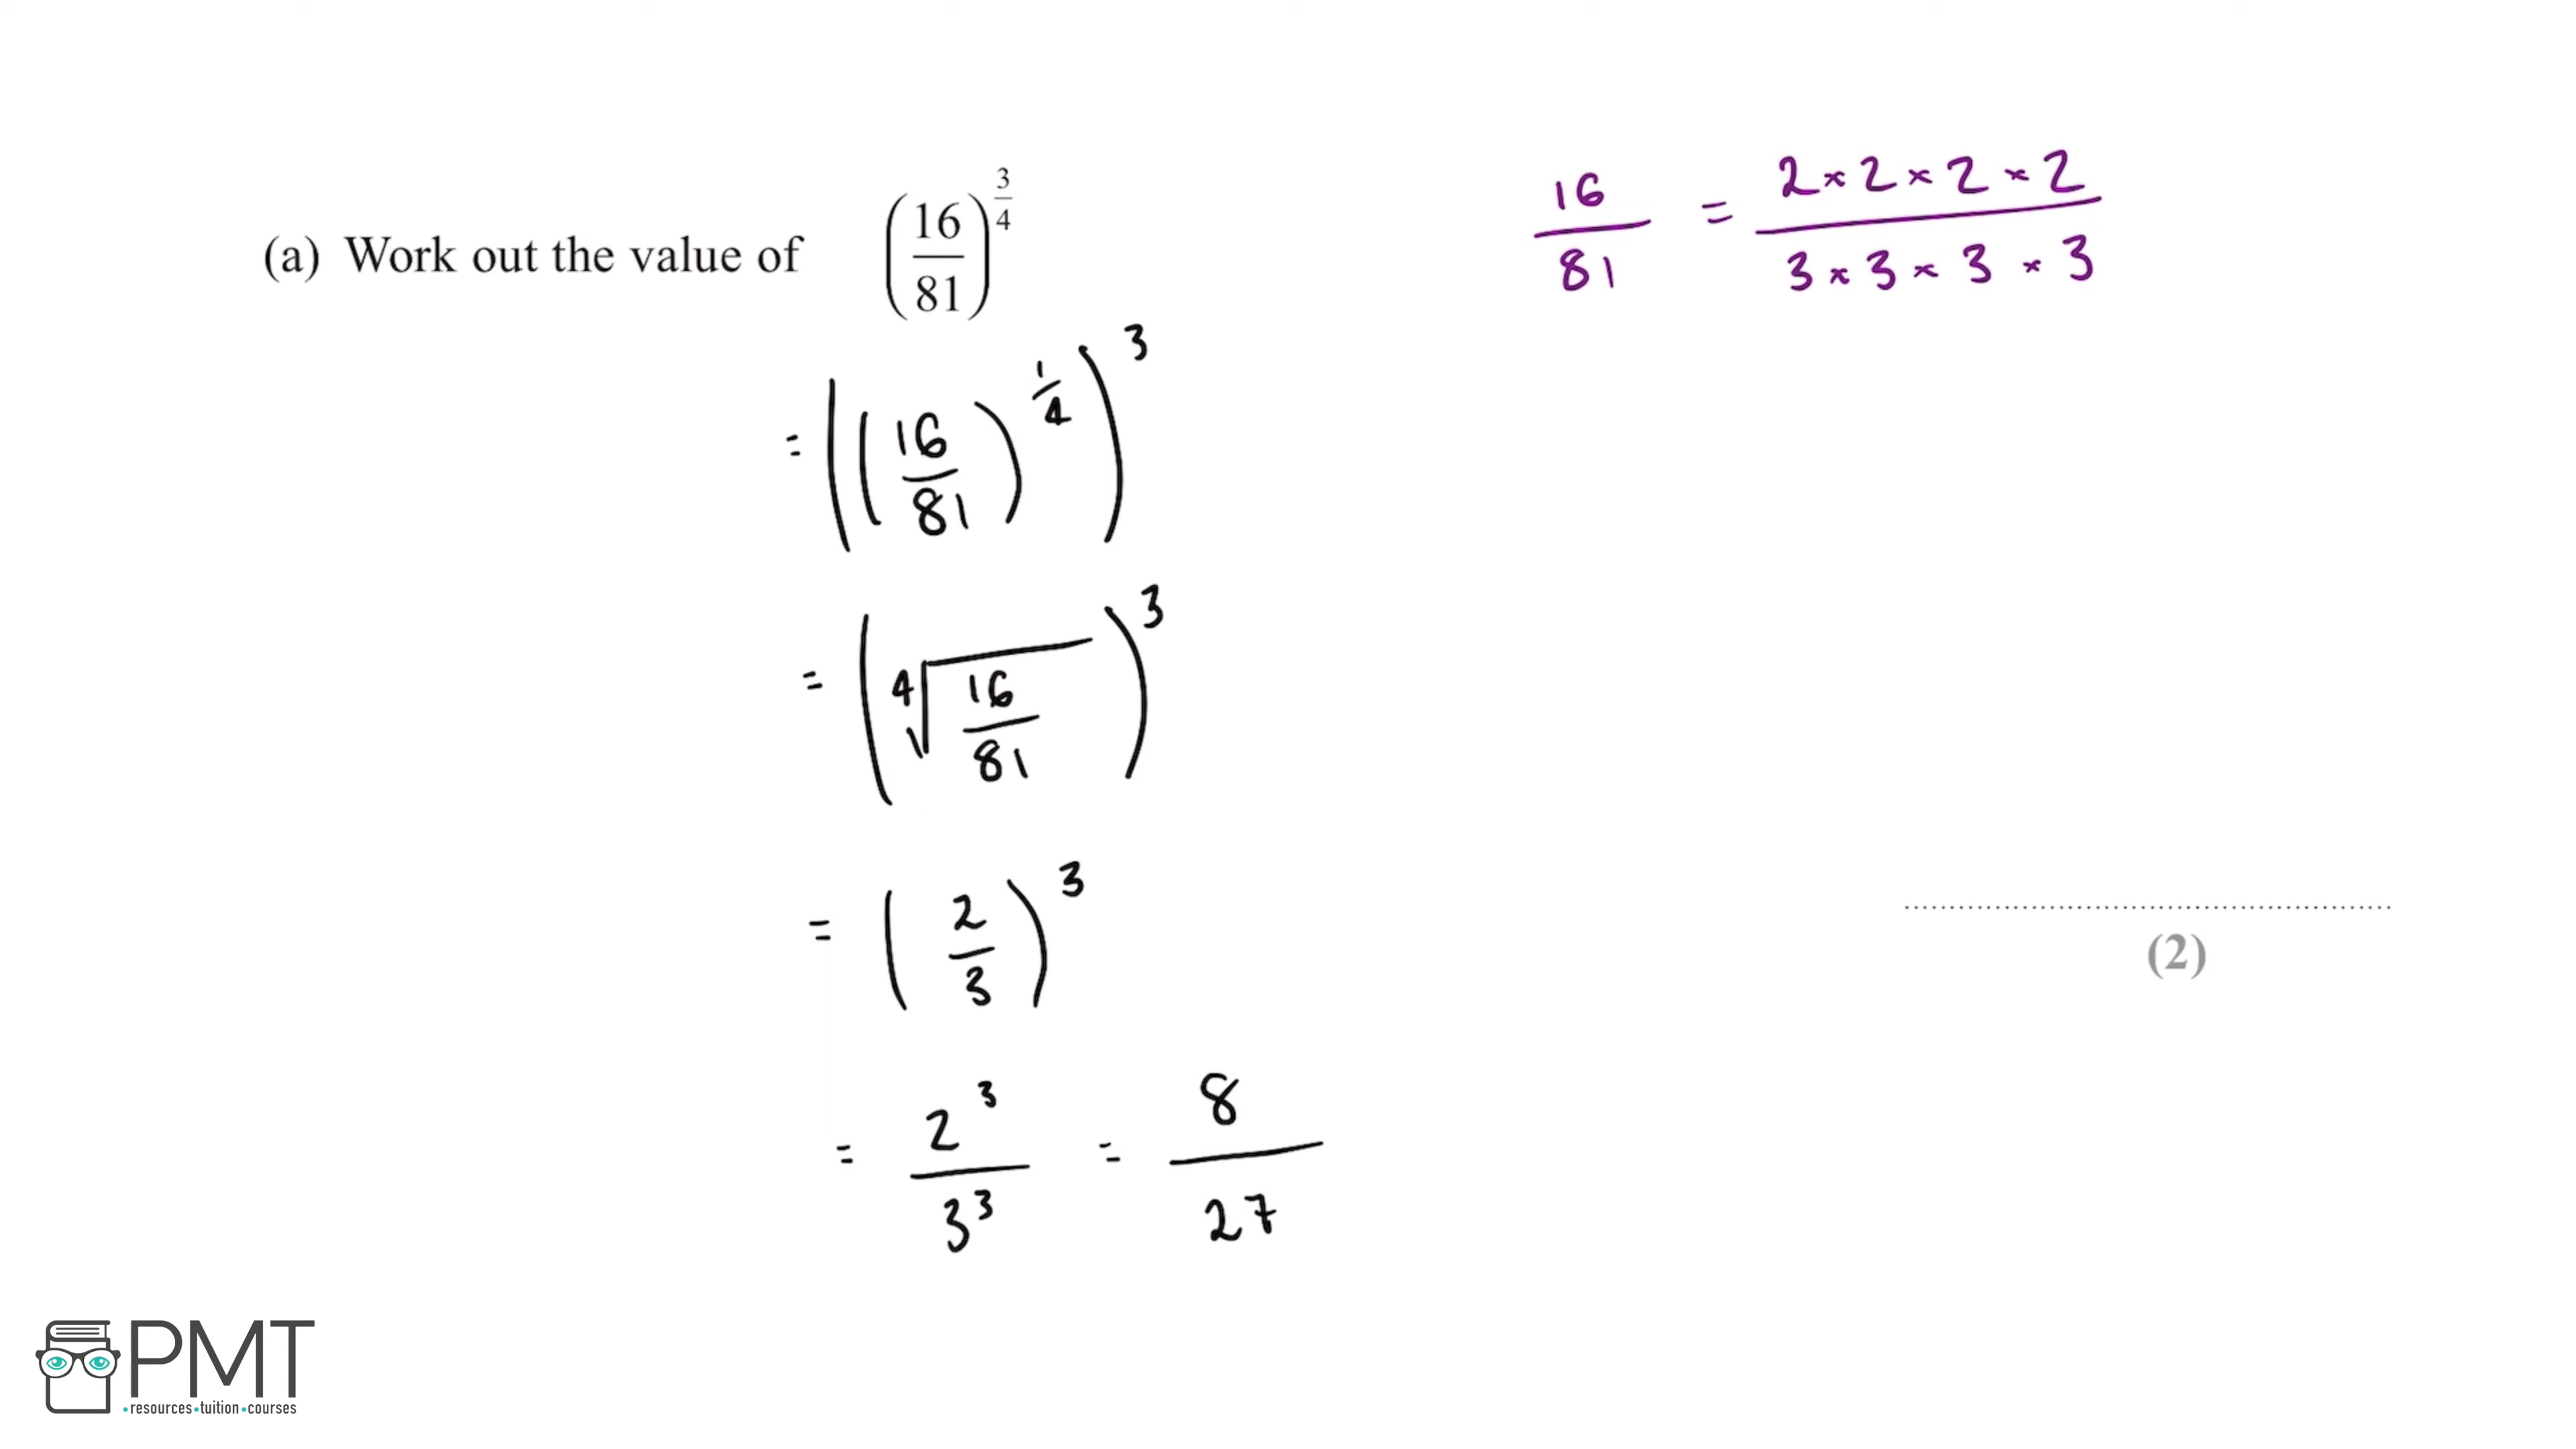 (a) Work out the value of (16/81)^(3/4)
16/81 = (2 × 2 × 2 × 2)/(3 × 3 × 3 × 3)
= ((16/81)^(1/4))^3
= (⁴√(16/81))^3
= (2/3)^3
= 2^3/3^3 = 8/27
(2)
PMT
•resources•tuition•courses